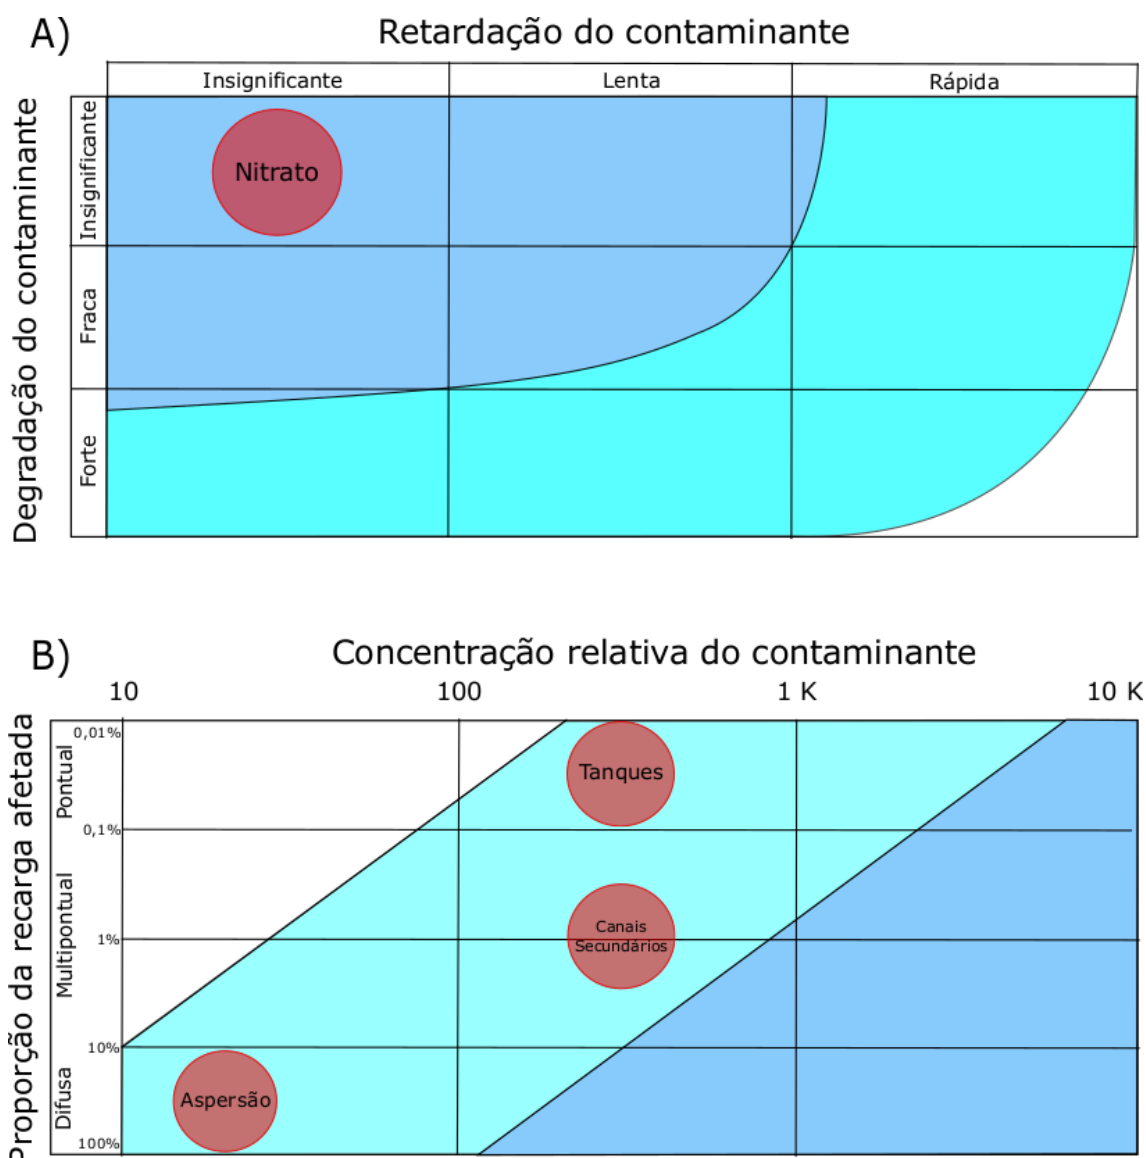 A)
Retardação do contaminante
Insignificante
Lenta
Rápida
Degradação do contaminante
Insignificante
Fraca
Forte
Nitrato
B)
Concentração relativa do contaminante
10
100
1 K
10 K
Proporção da recarga afetada
Pontual
Multipontual
Difusa
0,01%
0,1%
1%
10%
100%
Tanques
Canais
Secundários
Aspersão